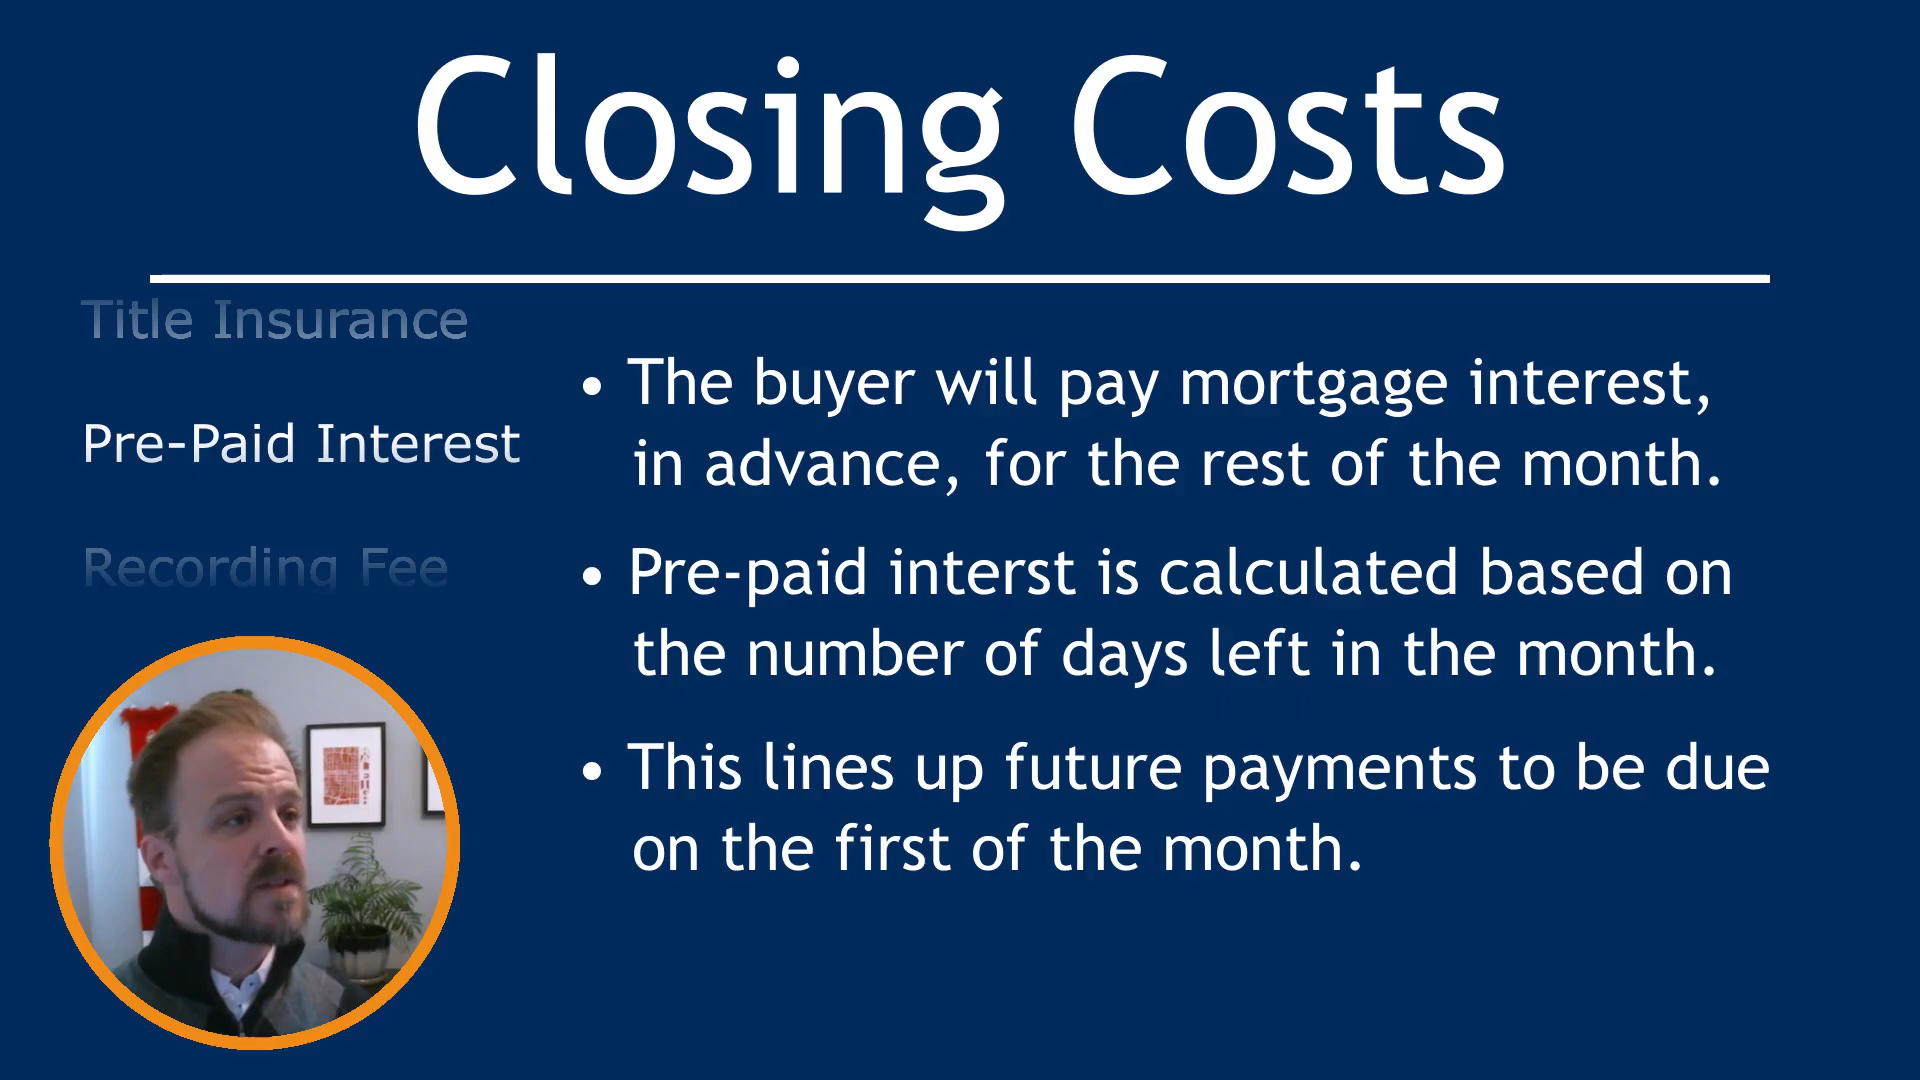 Closing Costs
Title Insurance
Pre-Paid Interest
Recording Fee
• The buyer will pay mortgage interest,
in advance, for the rest of the month.
• Pre-paid interst is calculated based on
the number of days left in the month.
• This lines up future payments to be due
on the first of the month.